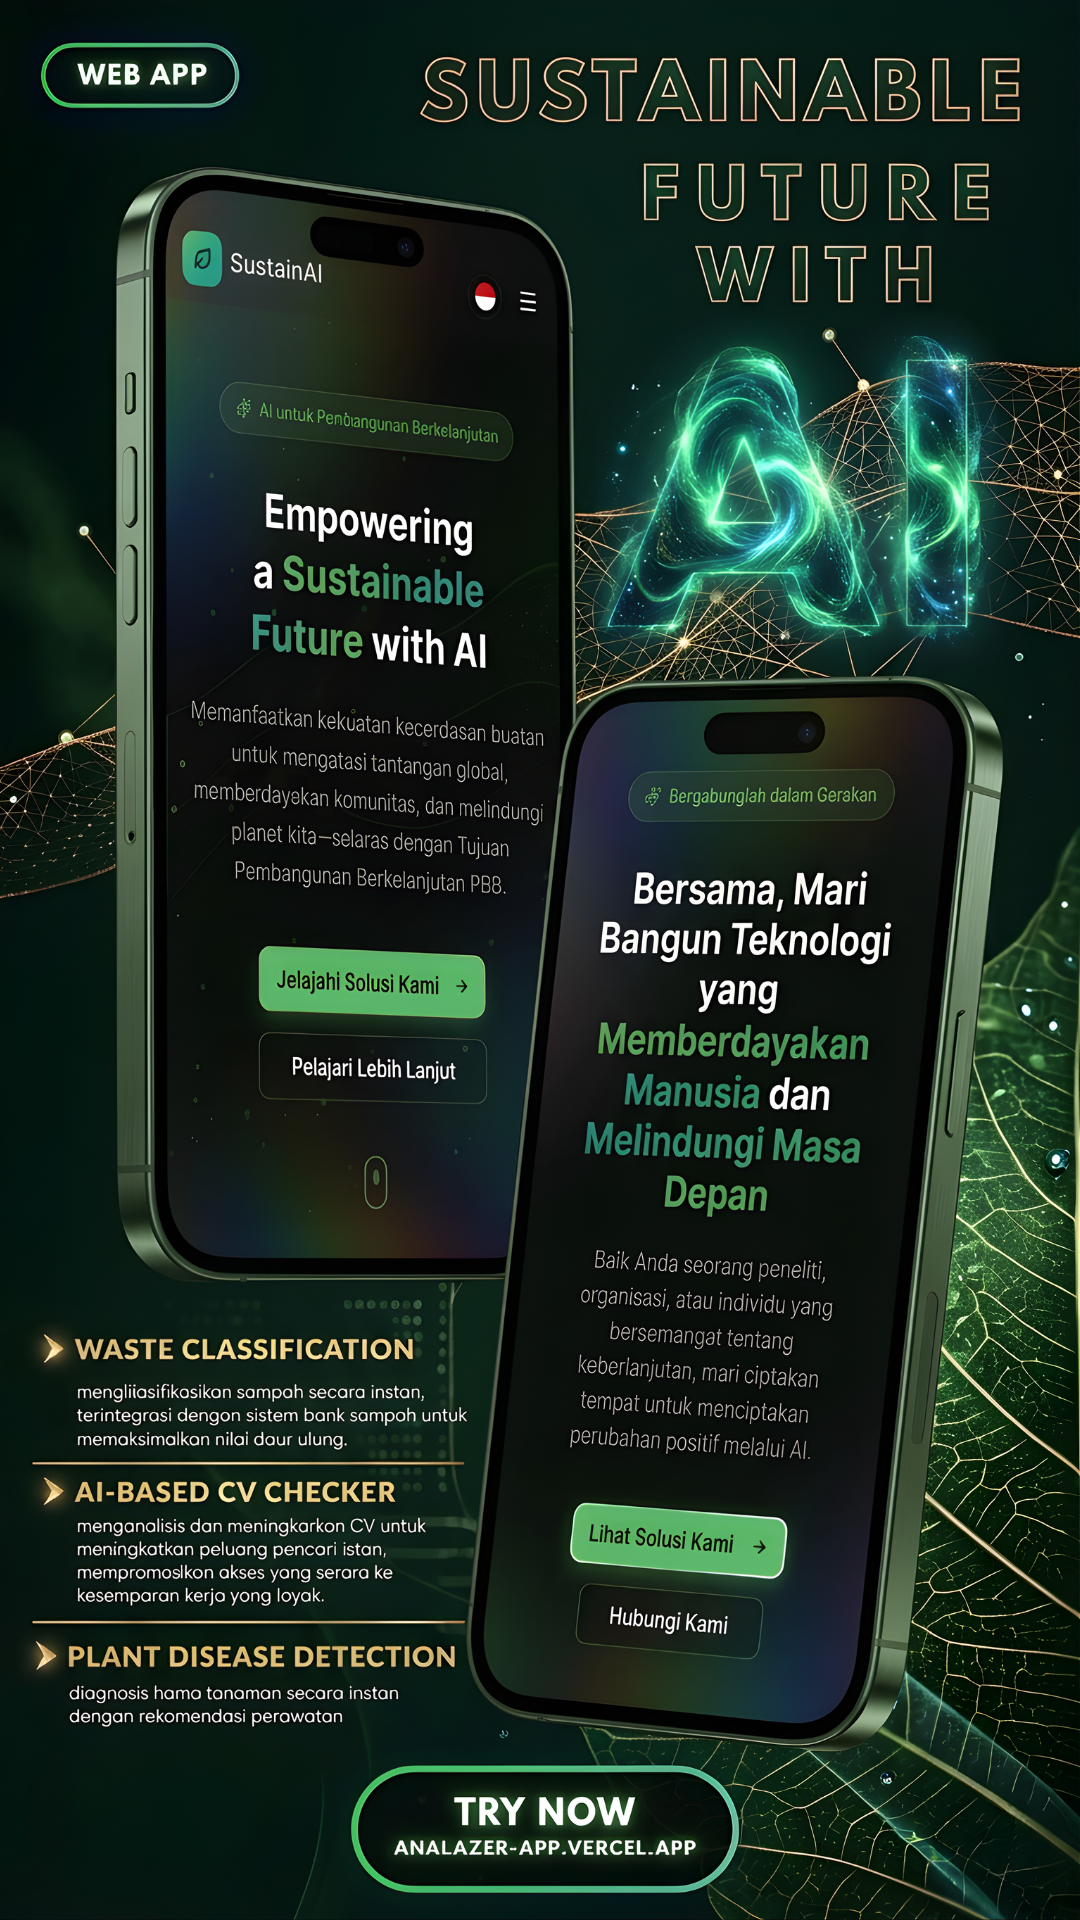 WEB APP
SUSTAINABLE
FUTURE
WITH
AI
SustainAI
AI untuk Pembangunan Berkelanjutan
Empowering
a Sustainable
Future with AI
Memanfaatkan kekuatan kecerdasan buatan
untuk mengatasi tantangan global,
memberdayakan komunitas, dan melindungi
planet kita—selaras dengan Tujuan
Pembangunan Berkelanjutan PBB.
Jelajahi Solusi Kami →
Pelajari Lebih Lanjut
Bergabunglah dalam Gerakan
Bersama, Mari
Bangun Teknologi
yang
Memberdayakan
Manusia dan
Melindungi Masa
Depan
Baik Anda seorang peneliti,
organisasi, atau individu yang
bersemangat tentang
keberlanjutan, mari ciptakan
tempat untuk menciptakan
perubahan positif melalui AI.
Lihat Solusi Kami →
Hubungi Kami
WASTE CLASSIFICATION
mengliiasifikasikan sampah secara instan,
terintegrasi dengon sistem bank sampoh untuk
memaksimalkan nilai daur ulung.
AI-BASED CV CHECKER
menganalisis dan meningkarkon CV untuk
meningkatkan peluang pencari istan,
mempromosikon akses yang serara ke
kesemparan kerja yong loyak.
PLANT DISEASE DETECTION
diagnosis hama tanaman secara instan
dengan rekomendasi perawatan
TRY NOW
ANALAZER-APP.VERCEL.APP